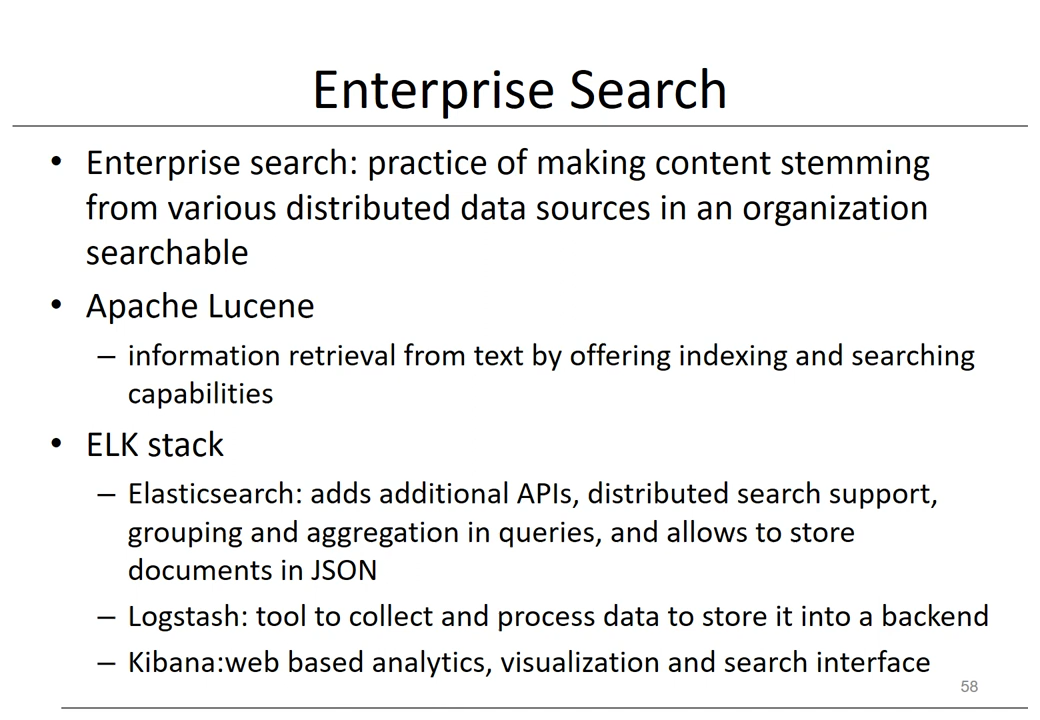 Enterprise Search
• Enterprise search: practice of making content stemming
from various distributed data sources in an organization
searchable
• Apache Lucene
– information retrieval from text by offering indexing and searching
capabilities
• ELK stack
– Elasticsearch: adds additional APIs, distributed search support,
grouping and aggregation in queries, and allows to store
documents in JSON
– Logstash: tool to collect and process data to store it into a backend
– Kibana:web based analytics, visualization and search interface
58